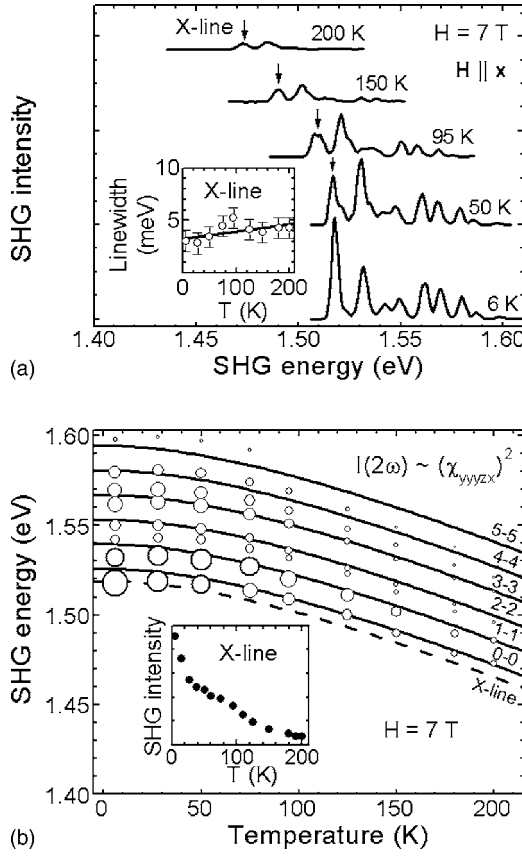 X-line
200 K
H = 7 T
H || x
150 K
95 K
50 K
6 K
SHG intensity
10
5
0
Linewidth
(meV)
X-line
0 100 200
T (K)
1.40 1.45 1.50 1.55 1.60
(a) SHG energy (eV)
1.60
1.55
1.50
1.45
1.40
SHG energy (eV)
I(2ω) ~ (χyyyzx)²
5-5
4-4
3-3
2-2
1-1
0-0
X-line
SHG intensity
X-line
0 100 200
T (K)
H = 7 T
0 50 100 150 200
(b) Temperature (K)